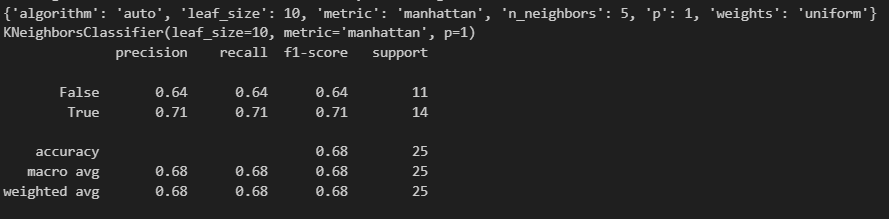 {'algorithm': 'auto', 'leaf_size': 10, 'metric': 'manhattan', 'n_neighbors': 5, 'p': 1, 'weights': 'uniform'}
KNeighborsClassifier(leaf_size=10, metric='manhattan', p=1)
precision recall f1-score support
False 0.64 0.64 0.64 11
True 0.71 0.71 0.71 14
accuracy 0.68 25
macro avg 0.68 0.68 0.68 25
weighted avg 0.68 0.68 0.68 25